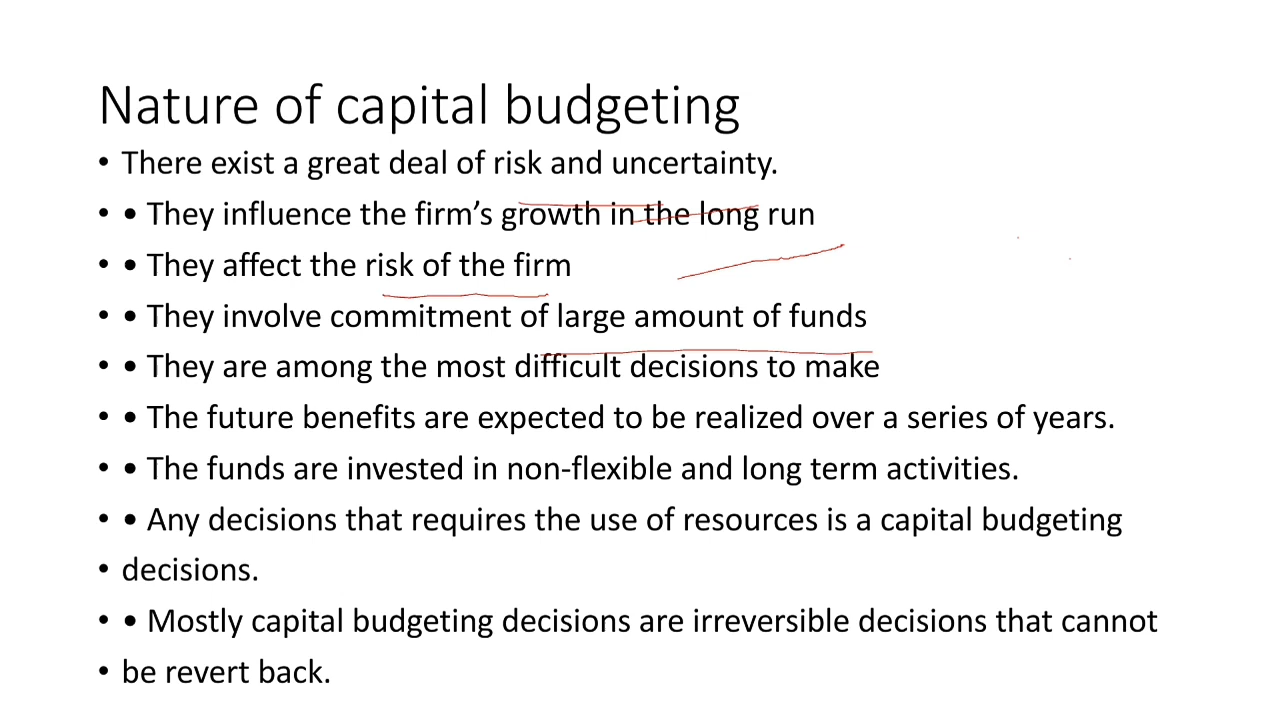 Nature of capital budgeting
• There exist a great deal of risk and uncertainty.
• • They influence the firm’s growth in the long run
• • They affect the risk of the firm
• • They involve commitment of large amount of funds
• • They are among the most difficult decisions to make
• • The future benefits are expected to be realized over a series of years.
• • The funds are invested in non-flexible and long term activities.
• • Any decisions that requires the use of resources is a capital budgeting
• decisions.
• • Mostly capital budgeting decisions are irreversible decisions that cannot
• be revert back.